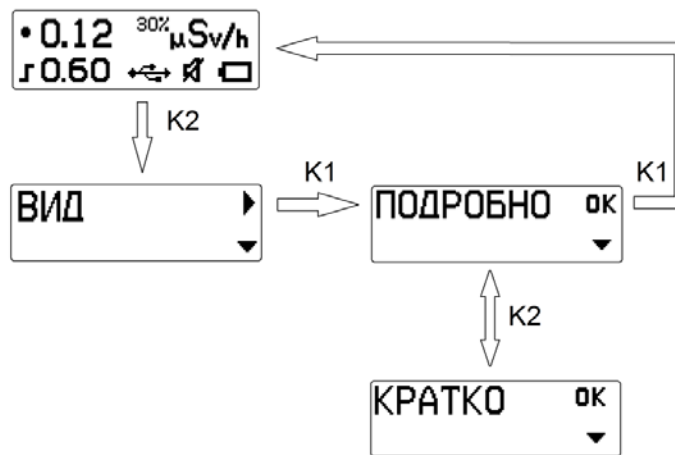 0.12 30% µSv/h
0.60
K2
ВИД
K1
ПОДРОБНО OK
K1
K2
КРАТКО OK